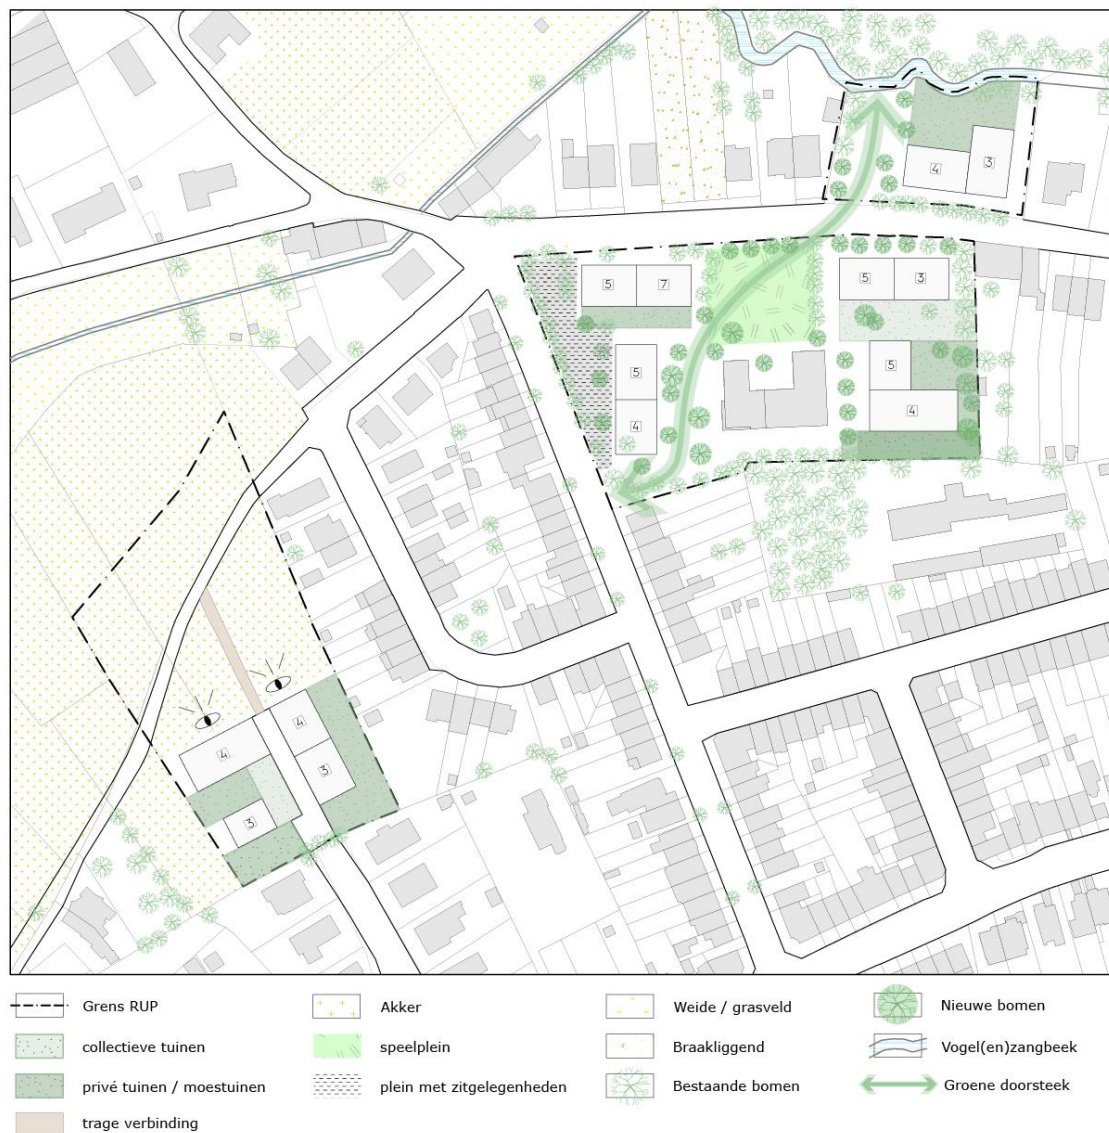 4
3
5
7
5
3
5
5
4
4
4
4
3
3
Grens RUP
Akker
Weide / grasveld
Nieuwe bomen
collectieve tuinen
speelplein
Braakliggend
Vogel(en)zangbeek
privé tuinen / moestuinen
plein met zitgelegenheden
Bestaande bomen
Groene doorsteek
trage verbinding